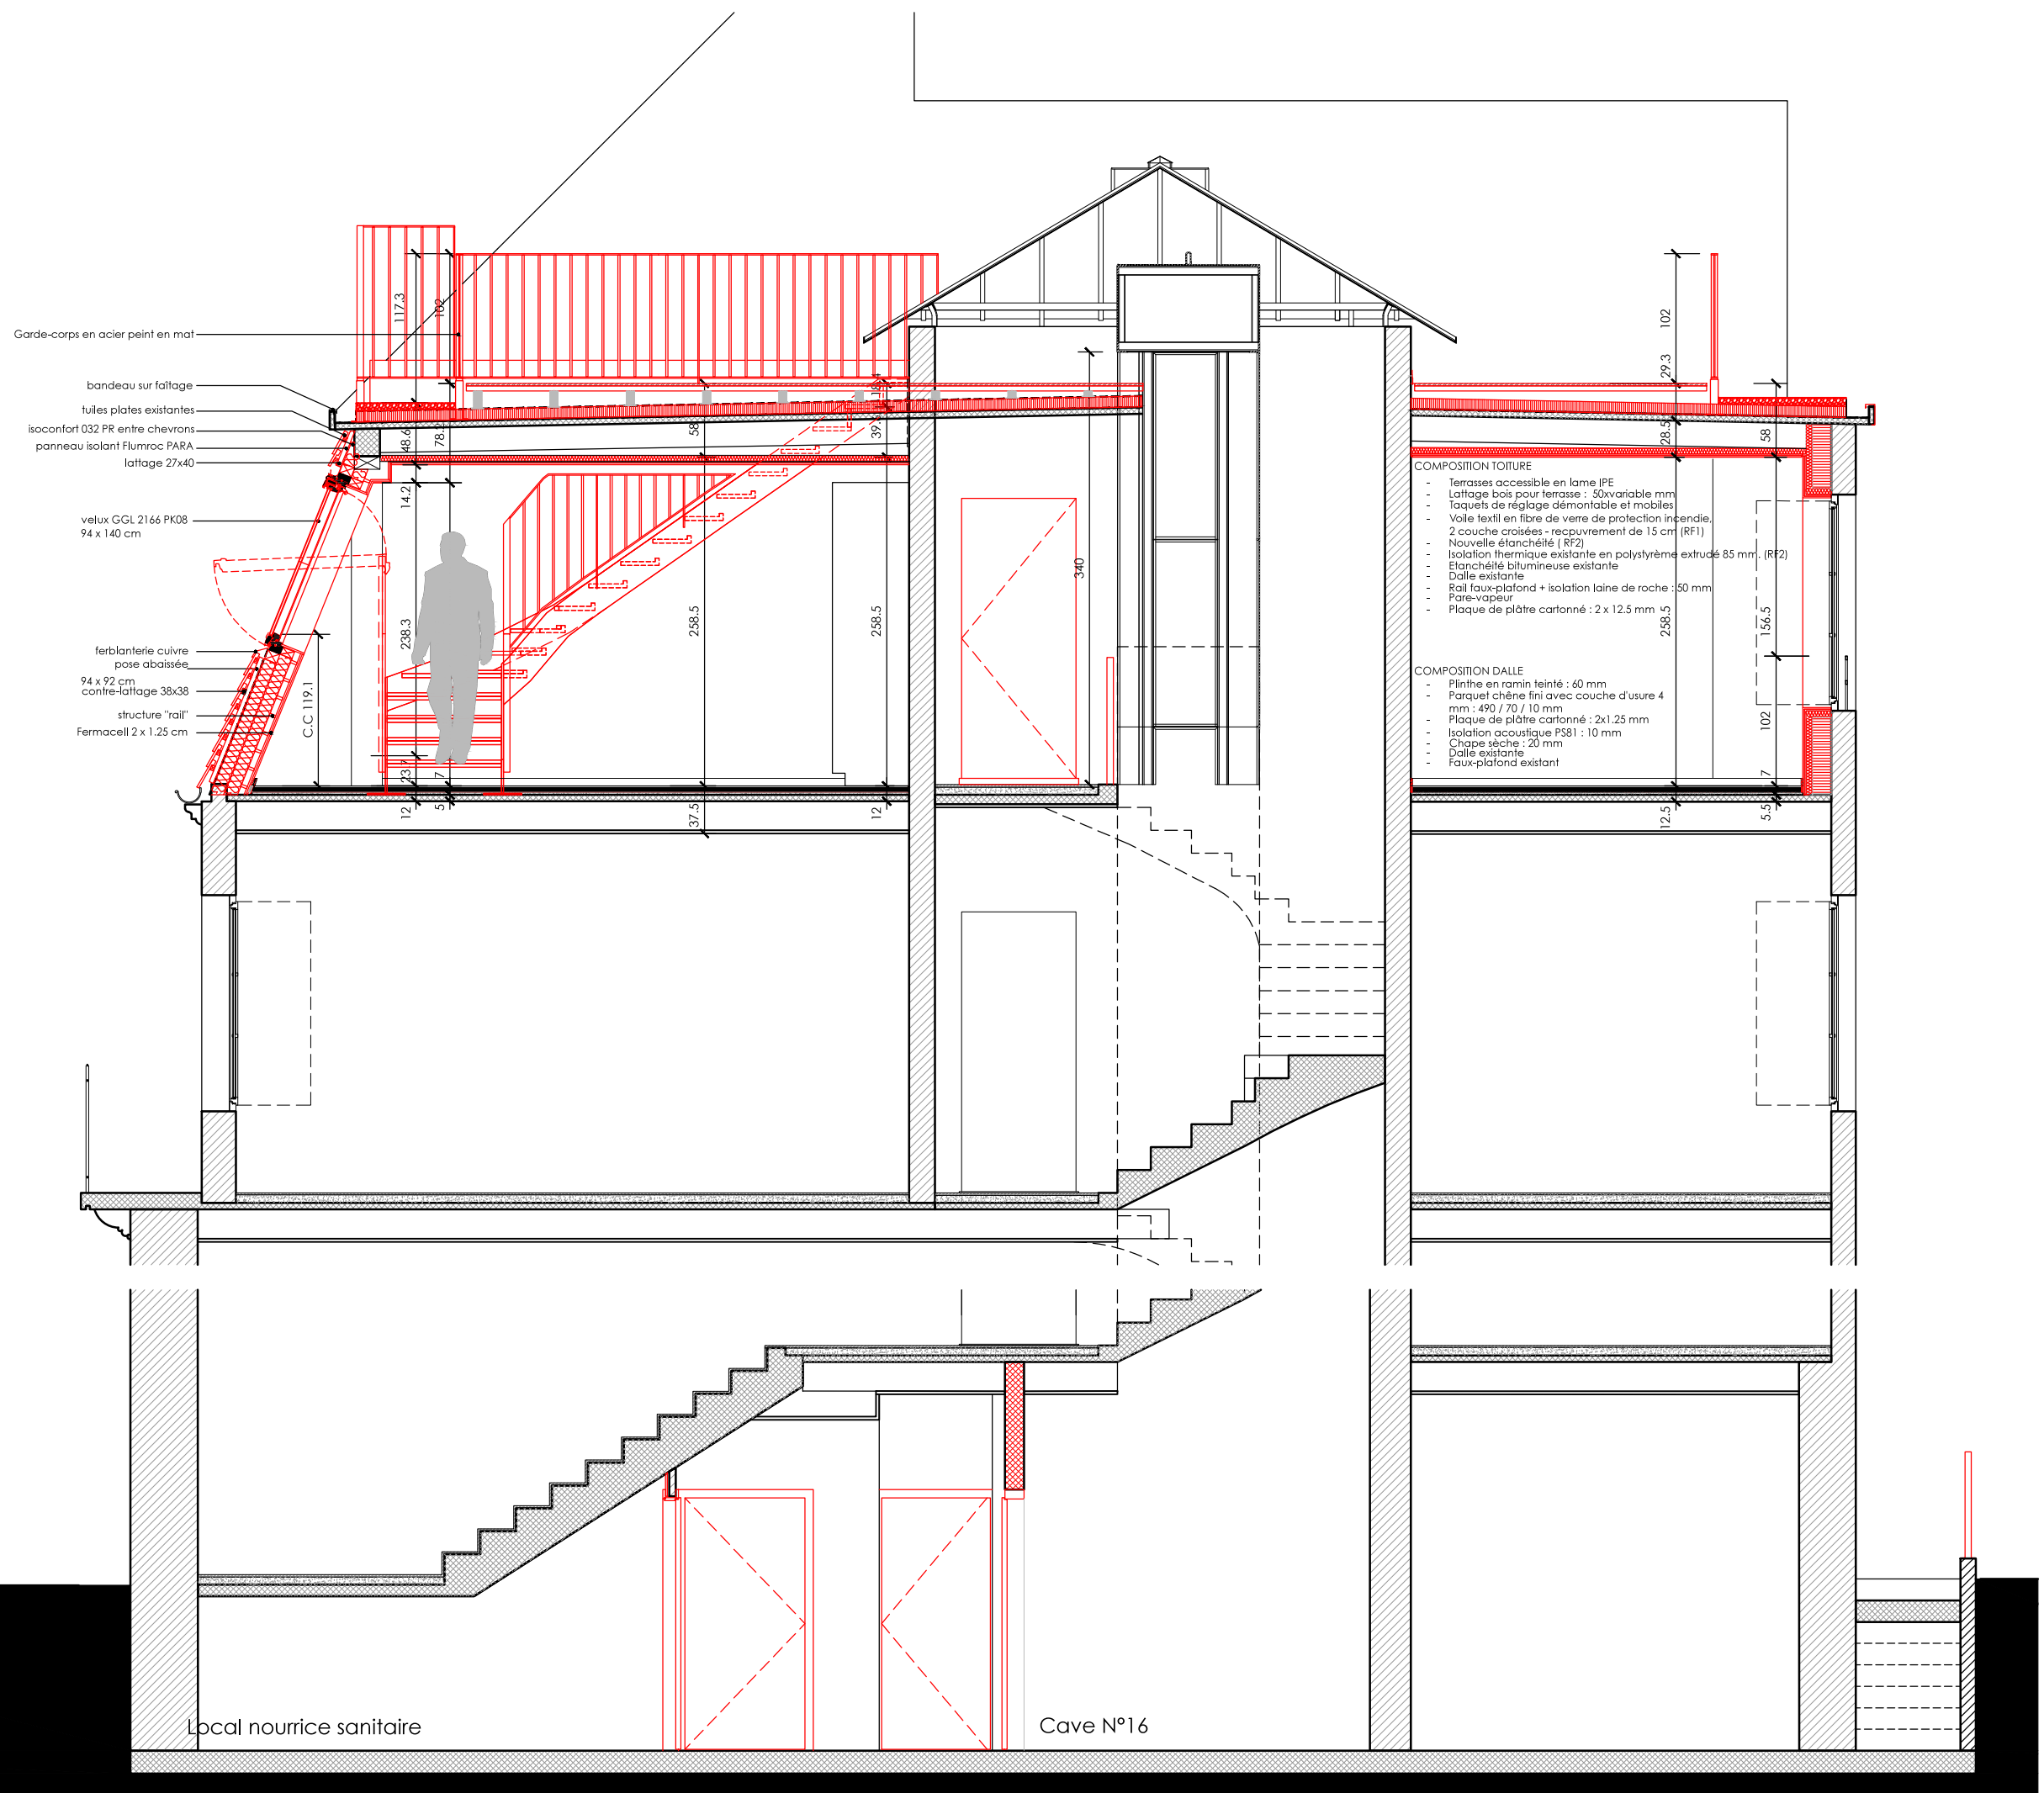 117.3
102
Garde-corps en acier peint en mat
102
29.3
bandeau sur faîtage
tuiles plates existantes
isoconfort 032 PR entre chevrons
panneau isolant Flumroc PARA
lattage 27x40
48.6
78.2
58
28.5
58
14.2
velux GGL 2166 PK08
94 x 140 cm
COMPOSITION TOITURE
- Terrasses accessible en lame IPE
- Lattage bois pour terrasse : 50xvariable mm
- Taquets de réglage démontable et mobiles
- Voile textil en fibre de verre de protection incendie,
2 couche croisées - recpuvrement de 15 cm (RF1)
- Nouvelle étanchéité ( RF2)
- Isolation thermique existante en polystyrème extrudé 85 mm . (RF2)
- Etanchéité bitumineuse existante
- Dalle existante
- Rail faux-plafond + isolation laine de roche : 50 mm
- Pare-vapeur
- Plaque de plâtre cartonné : 2 x 12.5 mm
340
238.3
258.5
258.5
258.5
156.5
ferblanterie cuivre
pose abaissée
94 x 92 cm
contre-lattage 38x38
structure "rail"
Fermacell 2 x 1.25 cm
C.C 119.1
COMPOSITION DALLE
- Plinthe en ramin teinté : 60 mm
- Parquet chêne fini avec couche d'usure 4
mm : 490 / 70 / 10 mm
- Plaque de plâtre cartonné : 2x1.25 mm
- Isolation acoustique PS81 : 10 mm
- Chape sèche : 20 mm
- Dalle existante
- Faux-plafond existant
102
23.7
7
7
12
5
37.5
12
12.5
5.5
Local nourrice sanitaire
Cave N°16